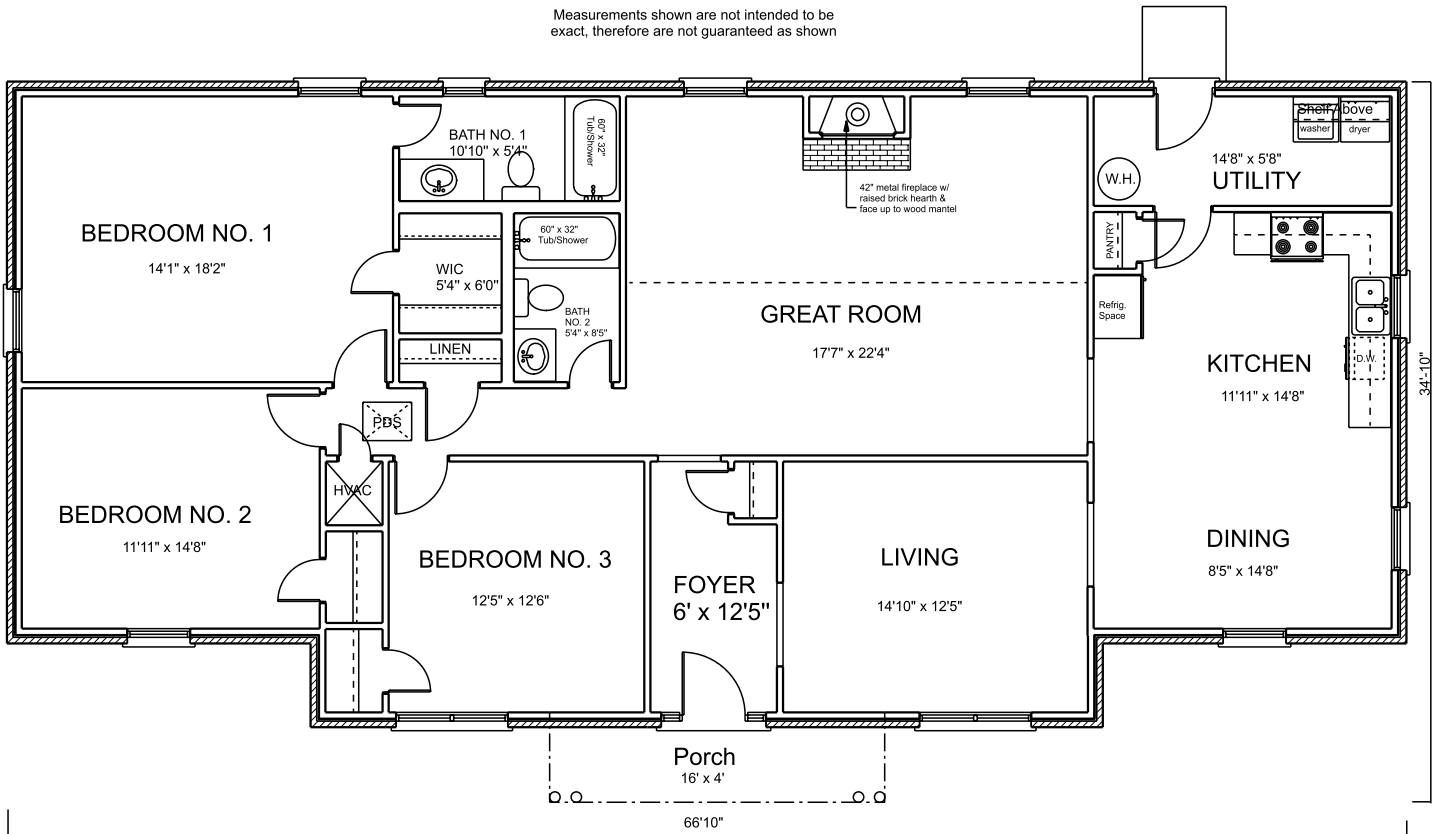 Measurements shown are not intended to be
exact, therefore are not guaranteed as shown
BATH NO. 1
10'10" x 5'4"
60" x 32"
Tub/Shower
42" metal fireplace w/
raised brick hearth &
face up to wood mantel
Shelf Above
washer
dryer
14'8" x 5'8"
UTILITY
W.H.
PANTRY
BEDROOM NO. 1
14'1" x 18'2"
WIC
5'4" x 6'0"
60" x 32"
Tub/Shower
BATH
NO. 2
5'4" x 8'5"
LINEN
GREAT ROOM
17'7" x 22'4"
Refrig.
Space
KITCHEN
11'11" x 14'8"
D.W.
34'-10"
PDS
HVAC
BEDROOM NO. 2
11'11" x 14'8"
BEDROOM NO. 3
12'5" x 12'6"
FOYER
6' x 12'5"
LIVING
14'10" x 12'5"
DINING
8'5" x 14'8"
Porch
16' x 4'
66'10"